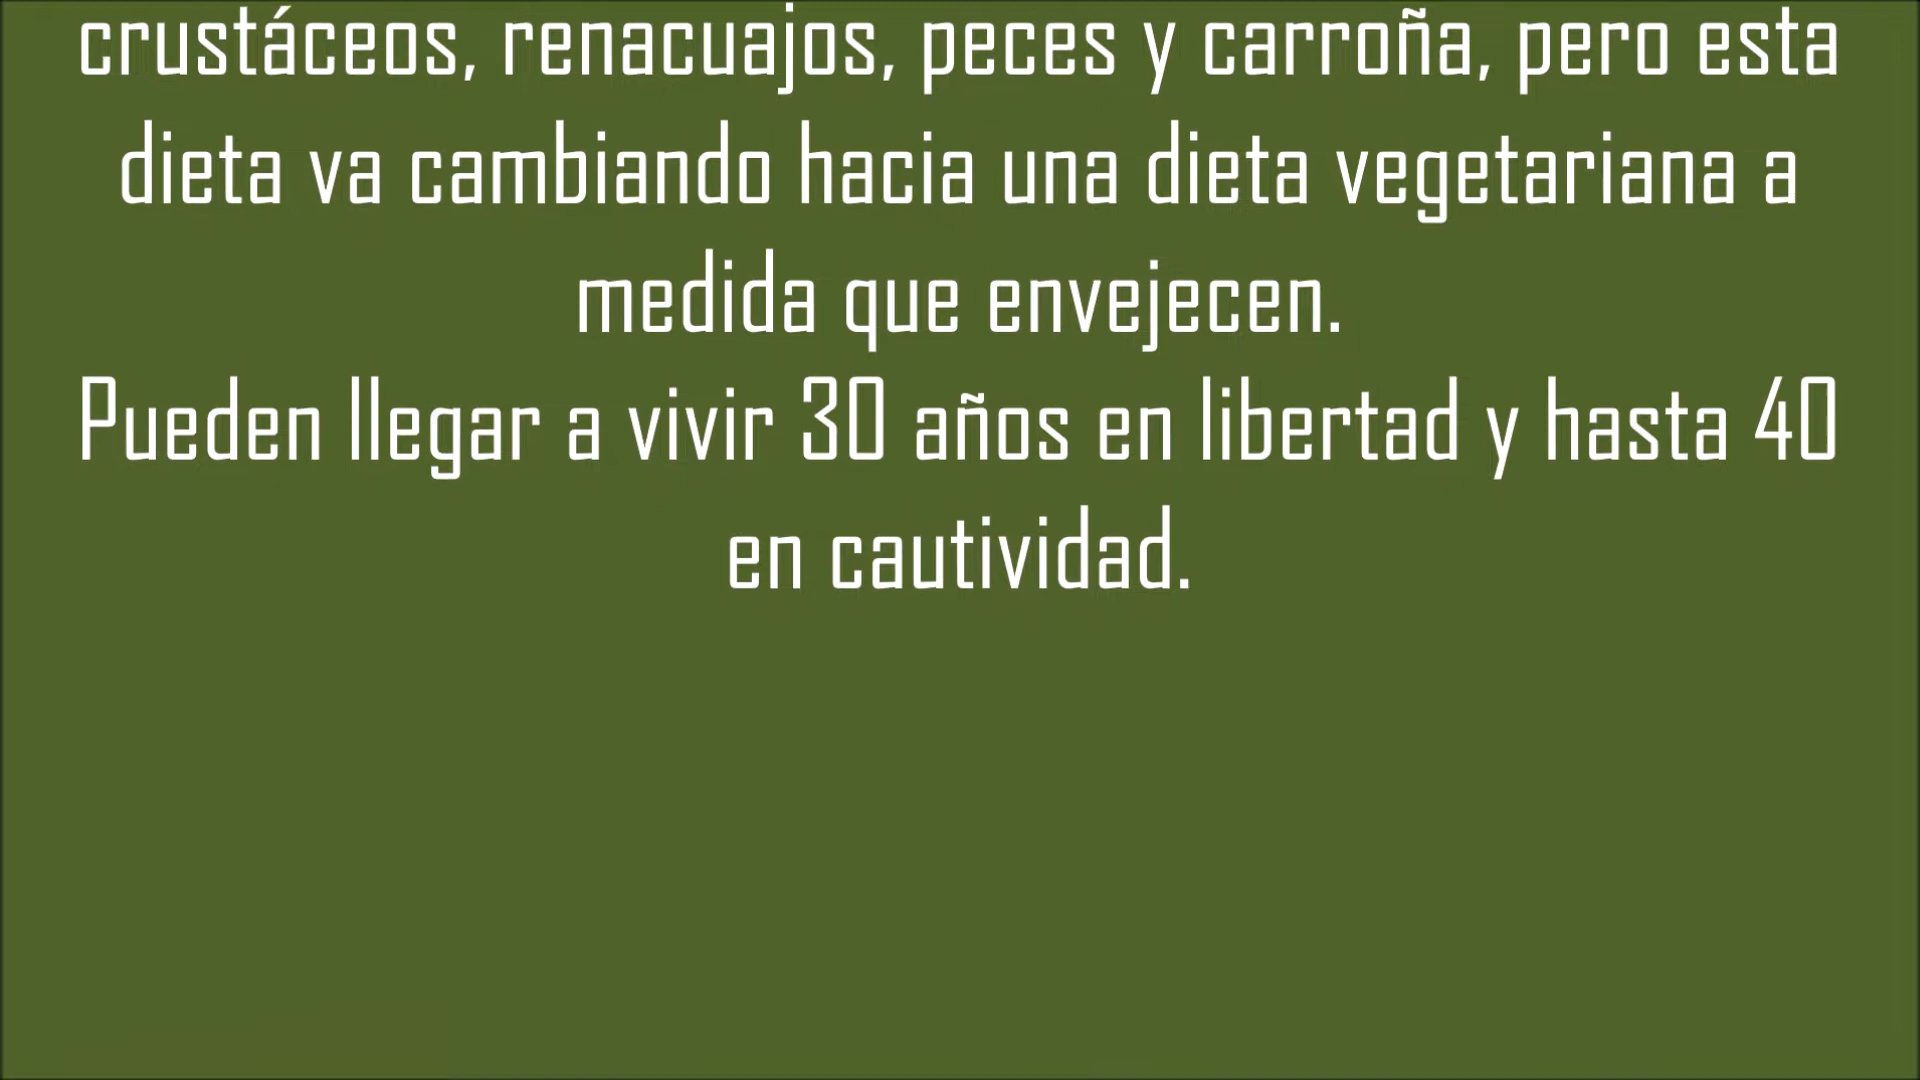 crustáceos, renacuajos, peces y carroña, pero esta
dieta va cambiando hacia una dieta vegetariana a
medida que envejecen.
Pueden llegar a vivir 30 años en libertad y hasta 40
en cautividad.